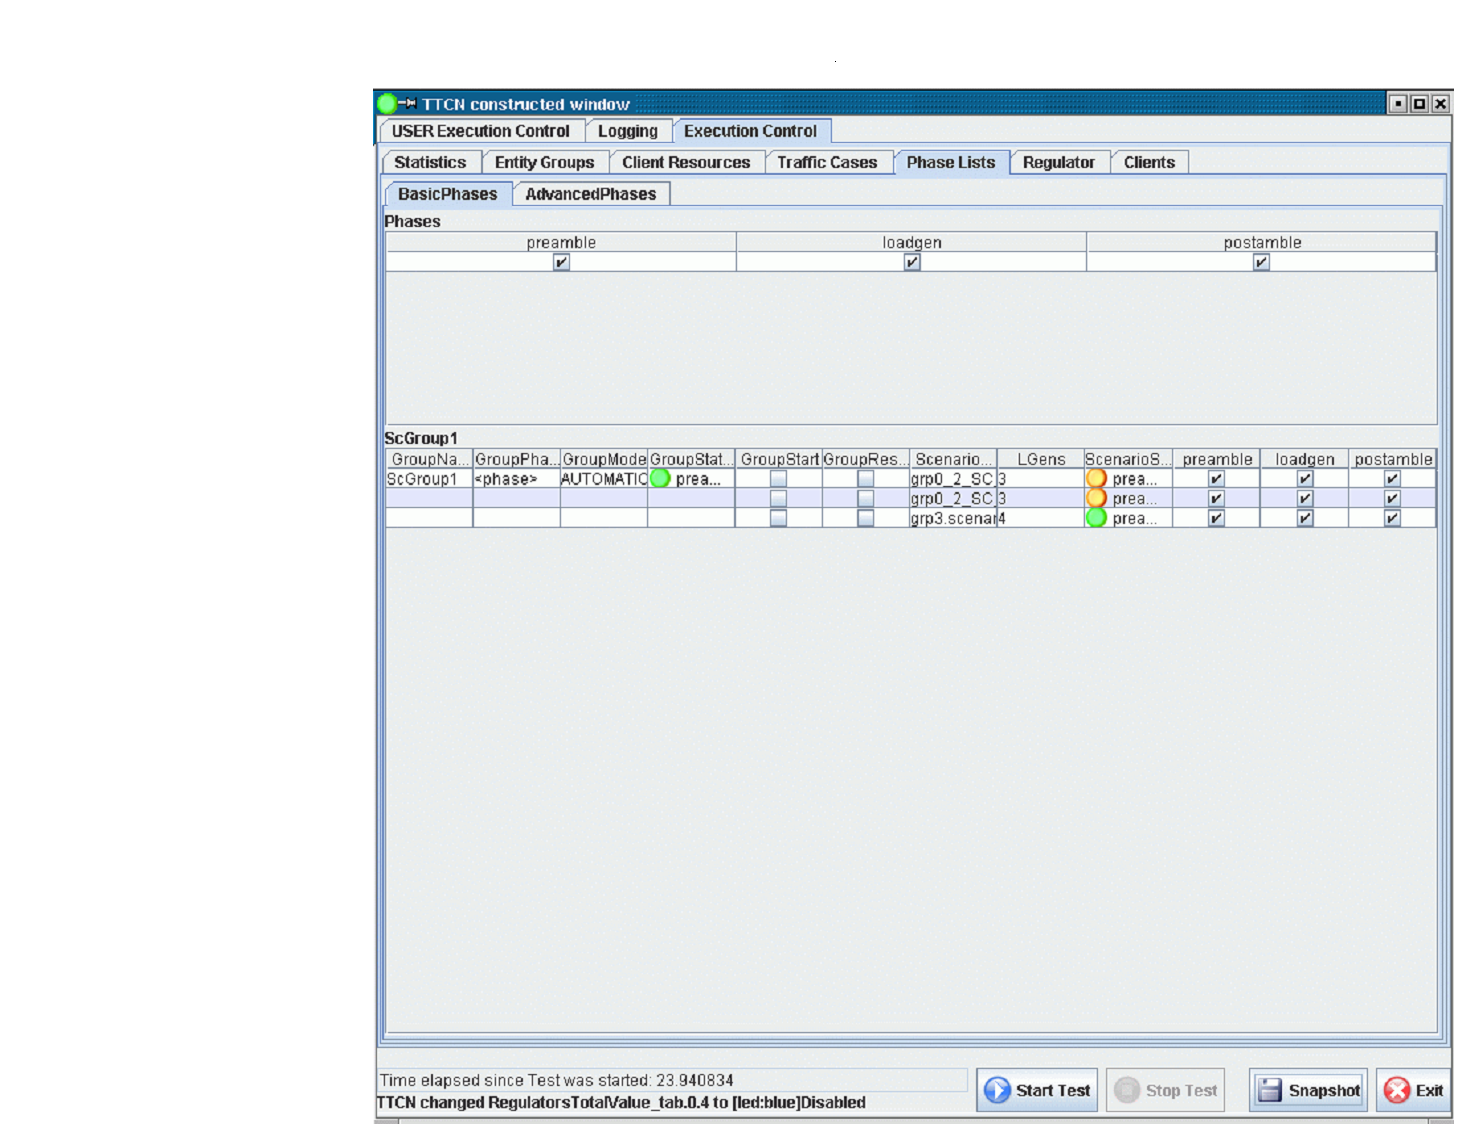 TTCN constructed window
USER Execution Control Logging Execution Control
Statistics Entity Groups Client Resources Traffic Cases Phase Lists Regulator Clients
BasicPhases AdvancedPhases
Phases
preamble loadgen postamble
ScGroup1
GroupNa... GroupPha... GroupMode GroupStat... GroupStart GroupRes... Scenario... LGens ScenarioS... preamble loadgen postamble
ScGroup1 <phase> AUTOMATIC prea... grp0_2_SC 3 prea...
grp0_2_SC 3 prea...
grp3.scenar 4 prea...
Time elapsed since Test was started: 23.940834
TTCN changed RegulatorsTotalValue_tab.0.4 to [led:blue]Disabled
Start Test Stop Test Snapshot Exit